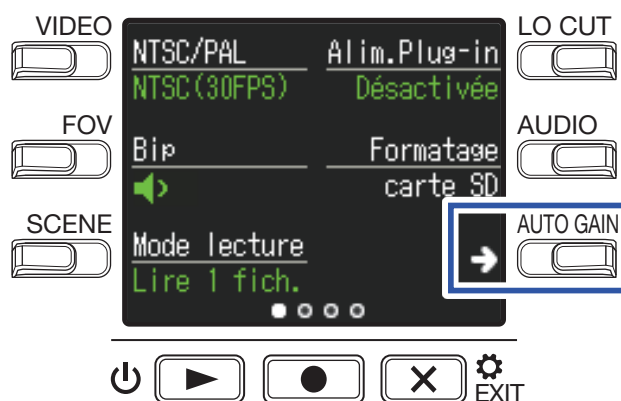 VIDEO
LO CUT
NTSC/PAL
Alim.Plug-in
NTSC(30FPS)
Désactivée
FOV
AUDIO
Bip
Formatage
carte SD
SCENE
AUTO GAIN
Mode lecture
Lire 1 fich.
EXIT